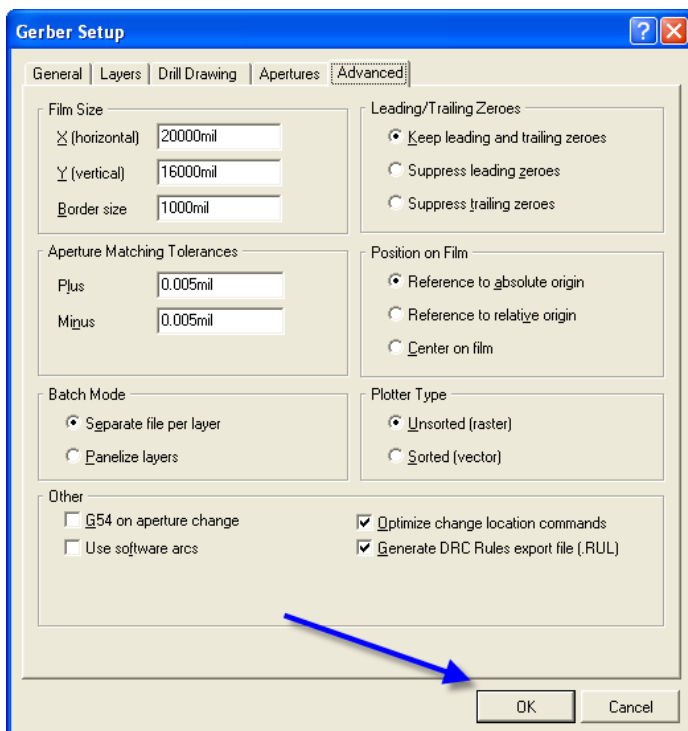 Gerber Setup
General
Layers
Drill Drawing
Apertures
Advanced
Film Size
X (horizontal)
20000mil
Y (vertical)
16000mil
Border size
1000mil
Leading/Trailing Zeroes
Keep leading and trailing zeroes
Suppress leading zeroes
Suppress trailing zeroes
Aperture Matching Tolerances
Plus
0.005mil
Minus
0.005mil
Position on Film
Reference to absolute origin
Reference to relative origin
Center on film
Batch Mode
Separate file per layer
Panelize layers
Plotter Type
Unsorted (raster)
Sorted (vector)
Other
G54 on aperture change
Use software arcs
Optimize change location commands
Generate DRC Rules export file (.RUL)
OK
Cancel